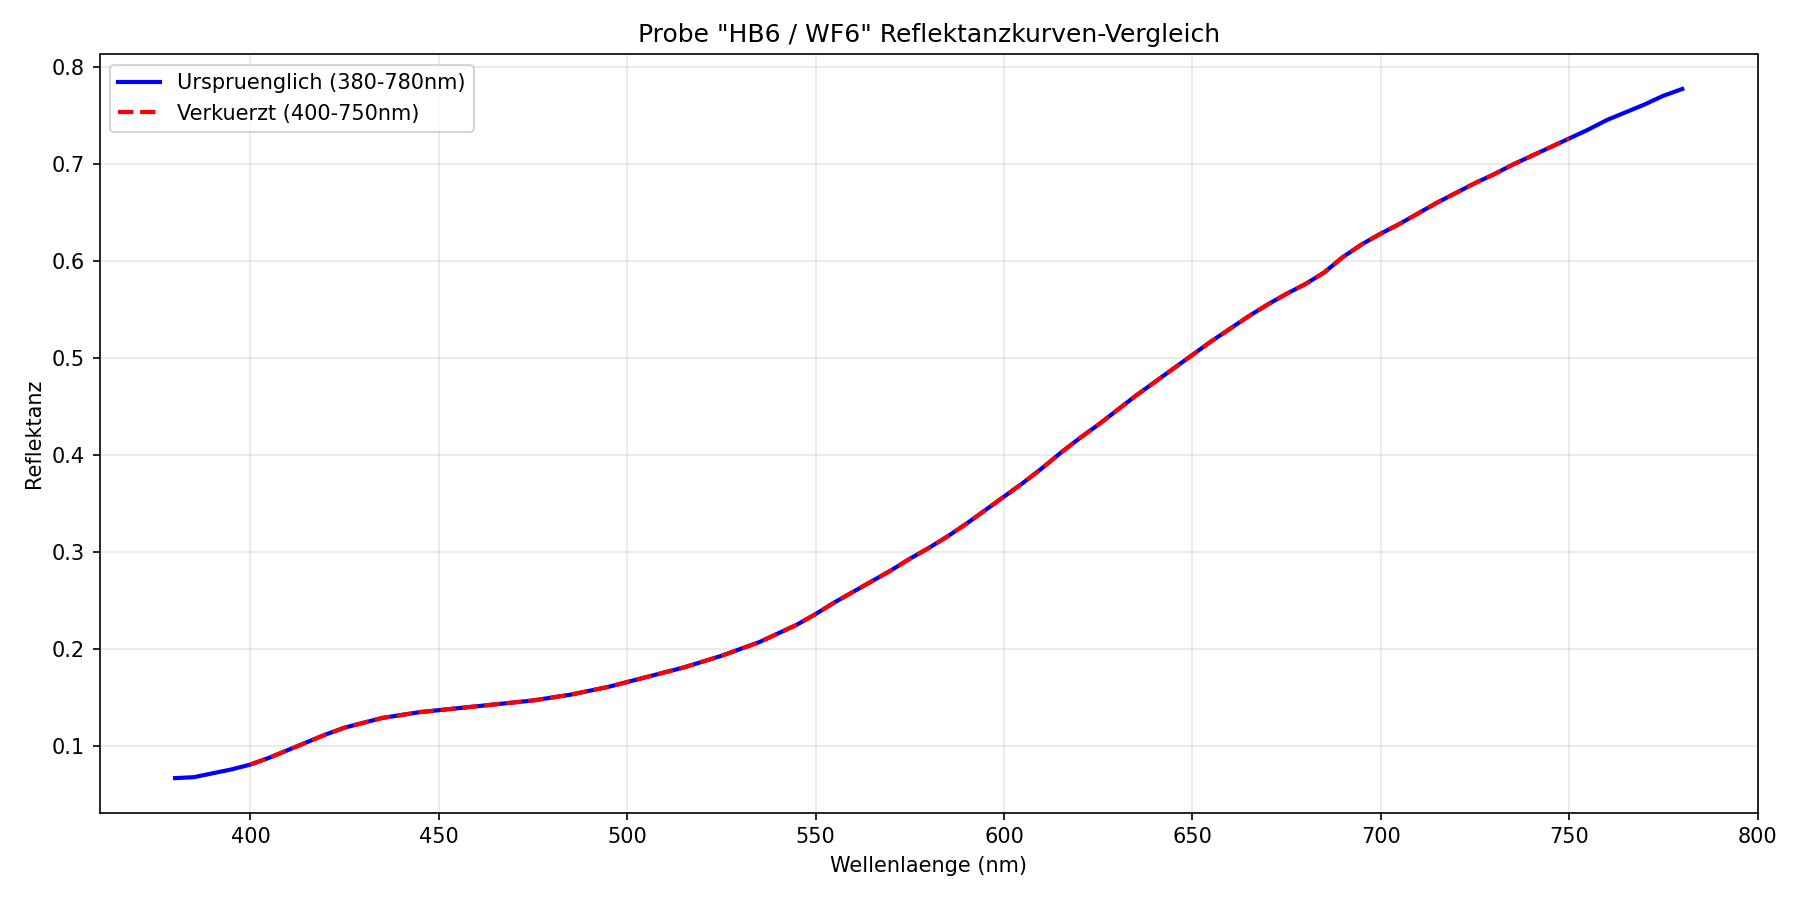 Probe "HB6 / WF6" Reflektanzkurven-Vergleich
Urspruenglich (380-780nm)
Verkuerzt (400-750nm)
0.8
0.7
0.6
0.5
0.4
0.3
0.2
0.1
Reflektanz
400 450 500 550 600 650 700 750 800
Wellenlaenge (nm)